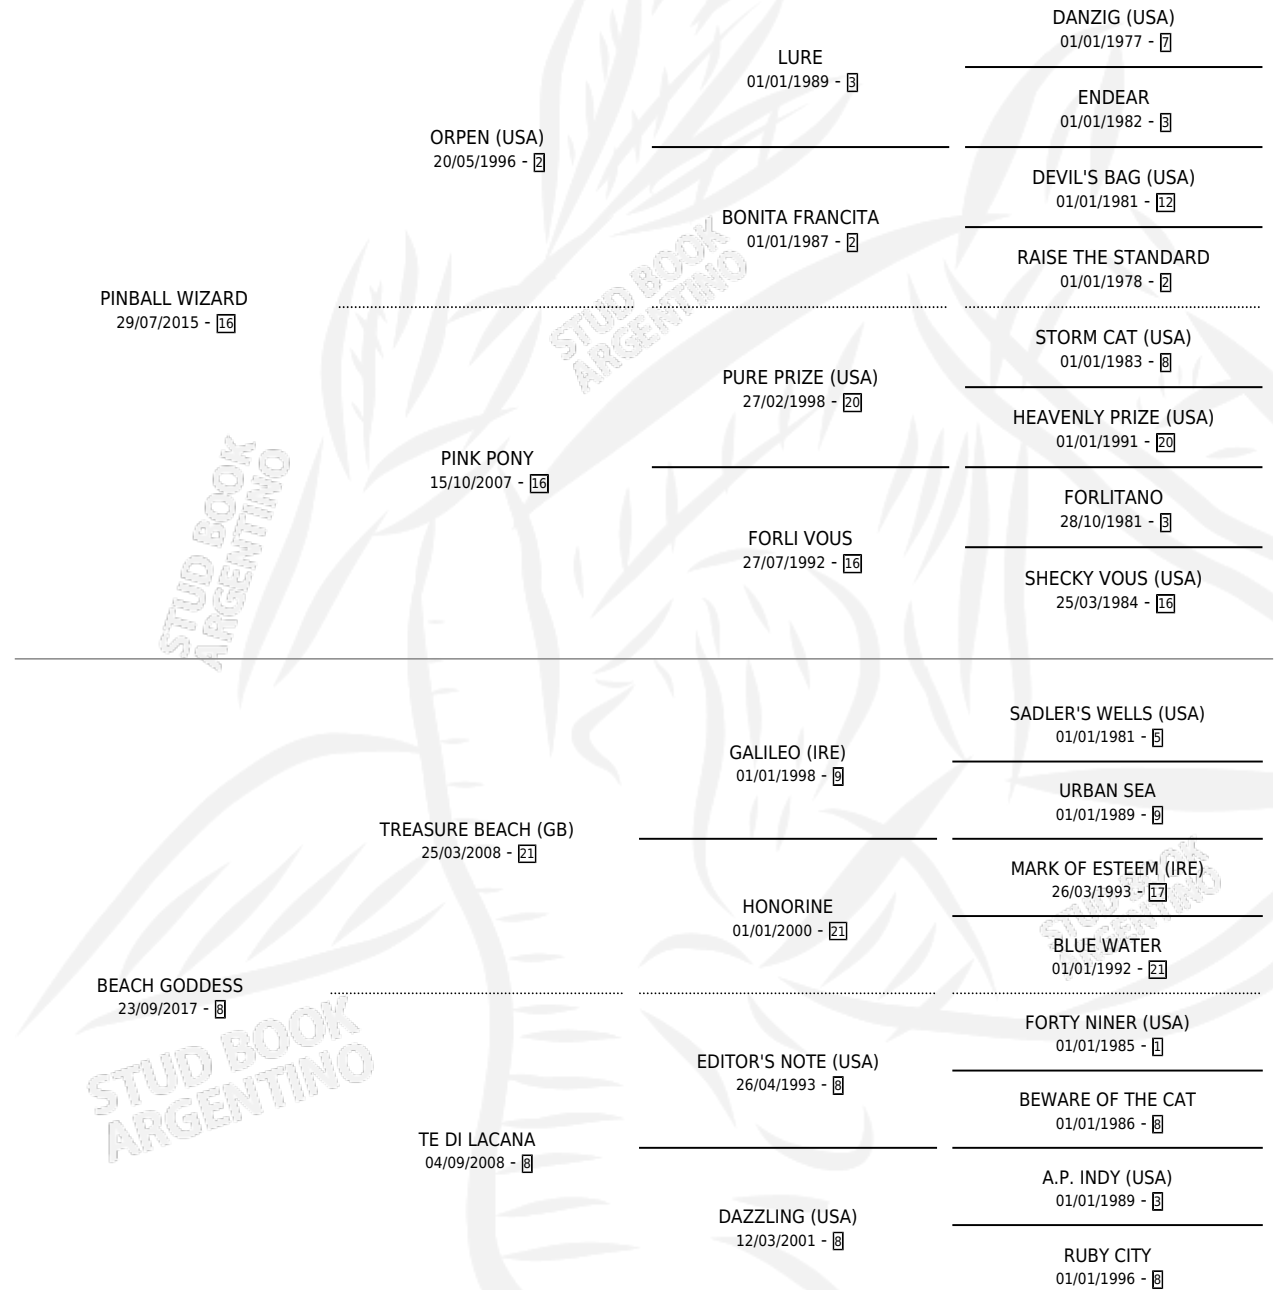 DANZIG (USA)
01/01/1977 - 7
LURE
01/01/1989 - 3
ENDEAR
01/01/1982 - 3
ORPEN (USA)
20/05/1996 - 2
DEVIL'S BAG (USA)
01/01/1981 - 12
BONITA FRANCITA
01/01/1987 - 2
RAISE THE STANDARD
01/01/1978 - 2
PINBALL WIZARD
29/07/2015 - 16
STORM CAT (USA)
01/01/1983 - 8
PURE PRIZE (USA)
27/02/1998 - 20
HEAVENLY PRIZE (USA)
01/01/1991 - 20
PINK PONY
15/10/2007 - 16
FORLITANO
28/10/1981 - 3
FORLI VOUS
27/07/1992 - 16
SHECKY VOUS (USA)
25/03/1984 - 16
SADLER'S WELLS (USA)
01/01/1981 - 5
GALILEO (IRE)
01/01/1998 - 9
URBAN SEA
01/01/1989 - 9
TREASURE BEACH (GB)
25/03/2008 - 21
MARK OF ESTEEM (IRE)
26/03/1993 - 17
HONORINE
01/01/2000 - 21
BLUE WATER
01/01/1992 - 21
BEACH GODDESS
23/09/2017 - 8
FORTY NINER (USA)
01/01/1985 - 1
EDITOR'S NOTE (USA)
26/04/1993 - 8
BEWARE OF THE CAT
01/01/1986 - 8
TE DI LACANA
04/09/2008 - 8
A.P. INDY (USA)
01/01/1989 - 3
DAZZLING (USA)
12/03/2001 - 8
RUBY CITY
01/01/1996 - 8
STUD BOOK
ARGENTINO
STUD BOOK
ARGENTINO
STUD BOOK
ARGENTINO
STUD BOOK
ARGENTINO